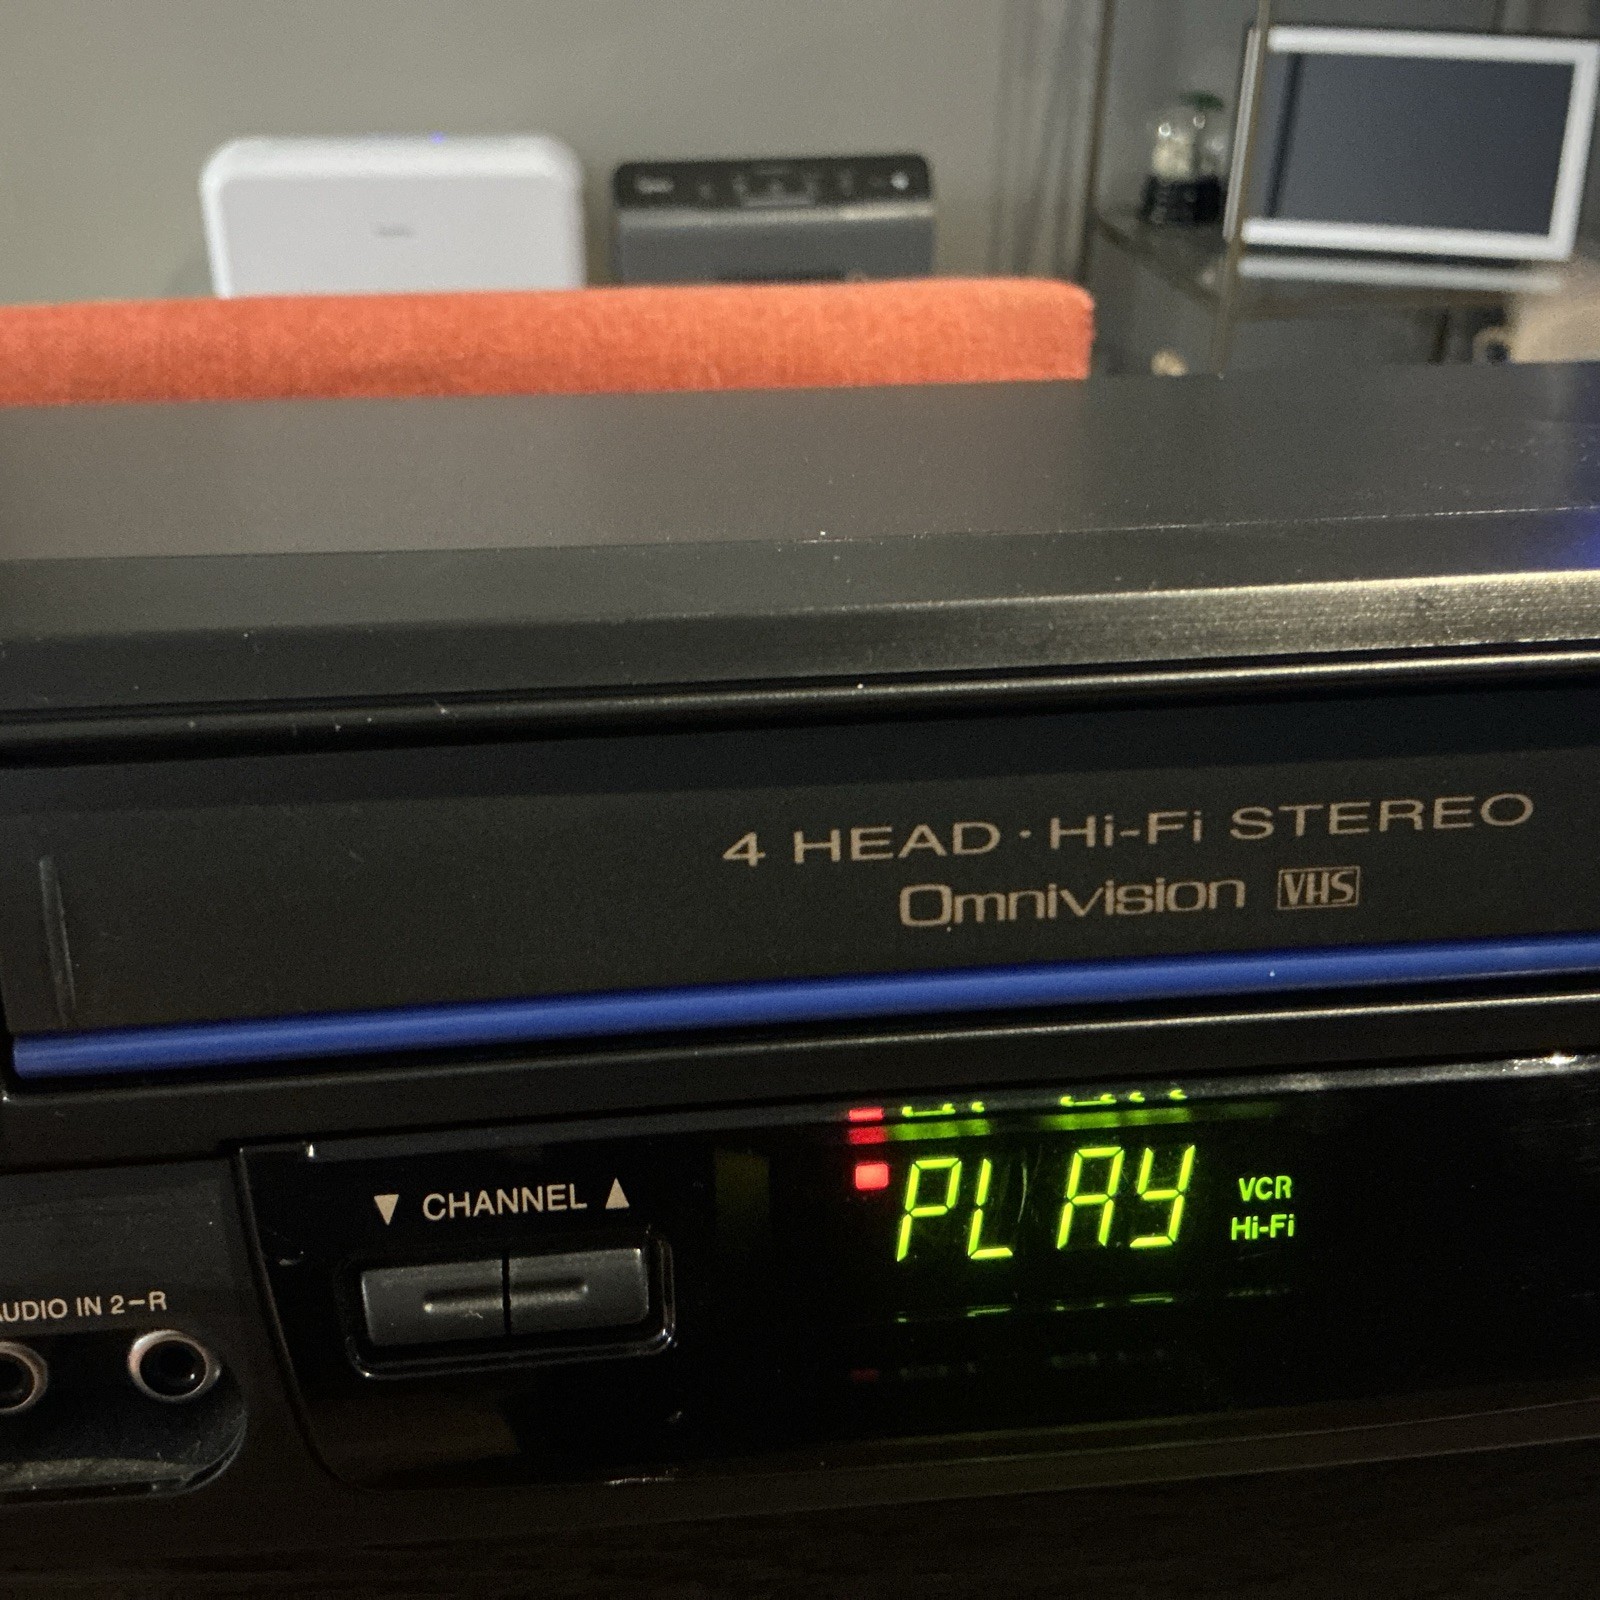 4 HEAD · Hi-Fi STEREO
Omnivision VHS
▼ CHANNEL ▲
PLAY
VCR
Hi-Fi
AUDIO IN 2-R